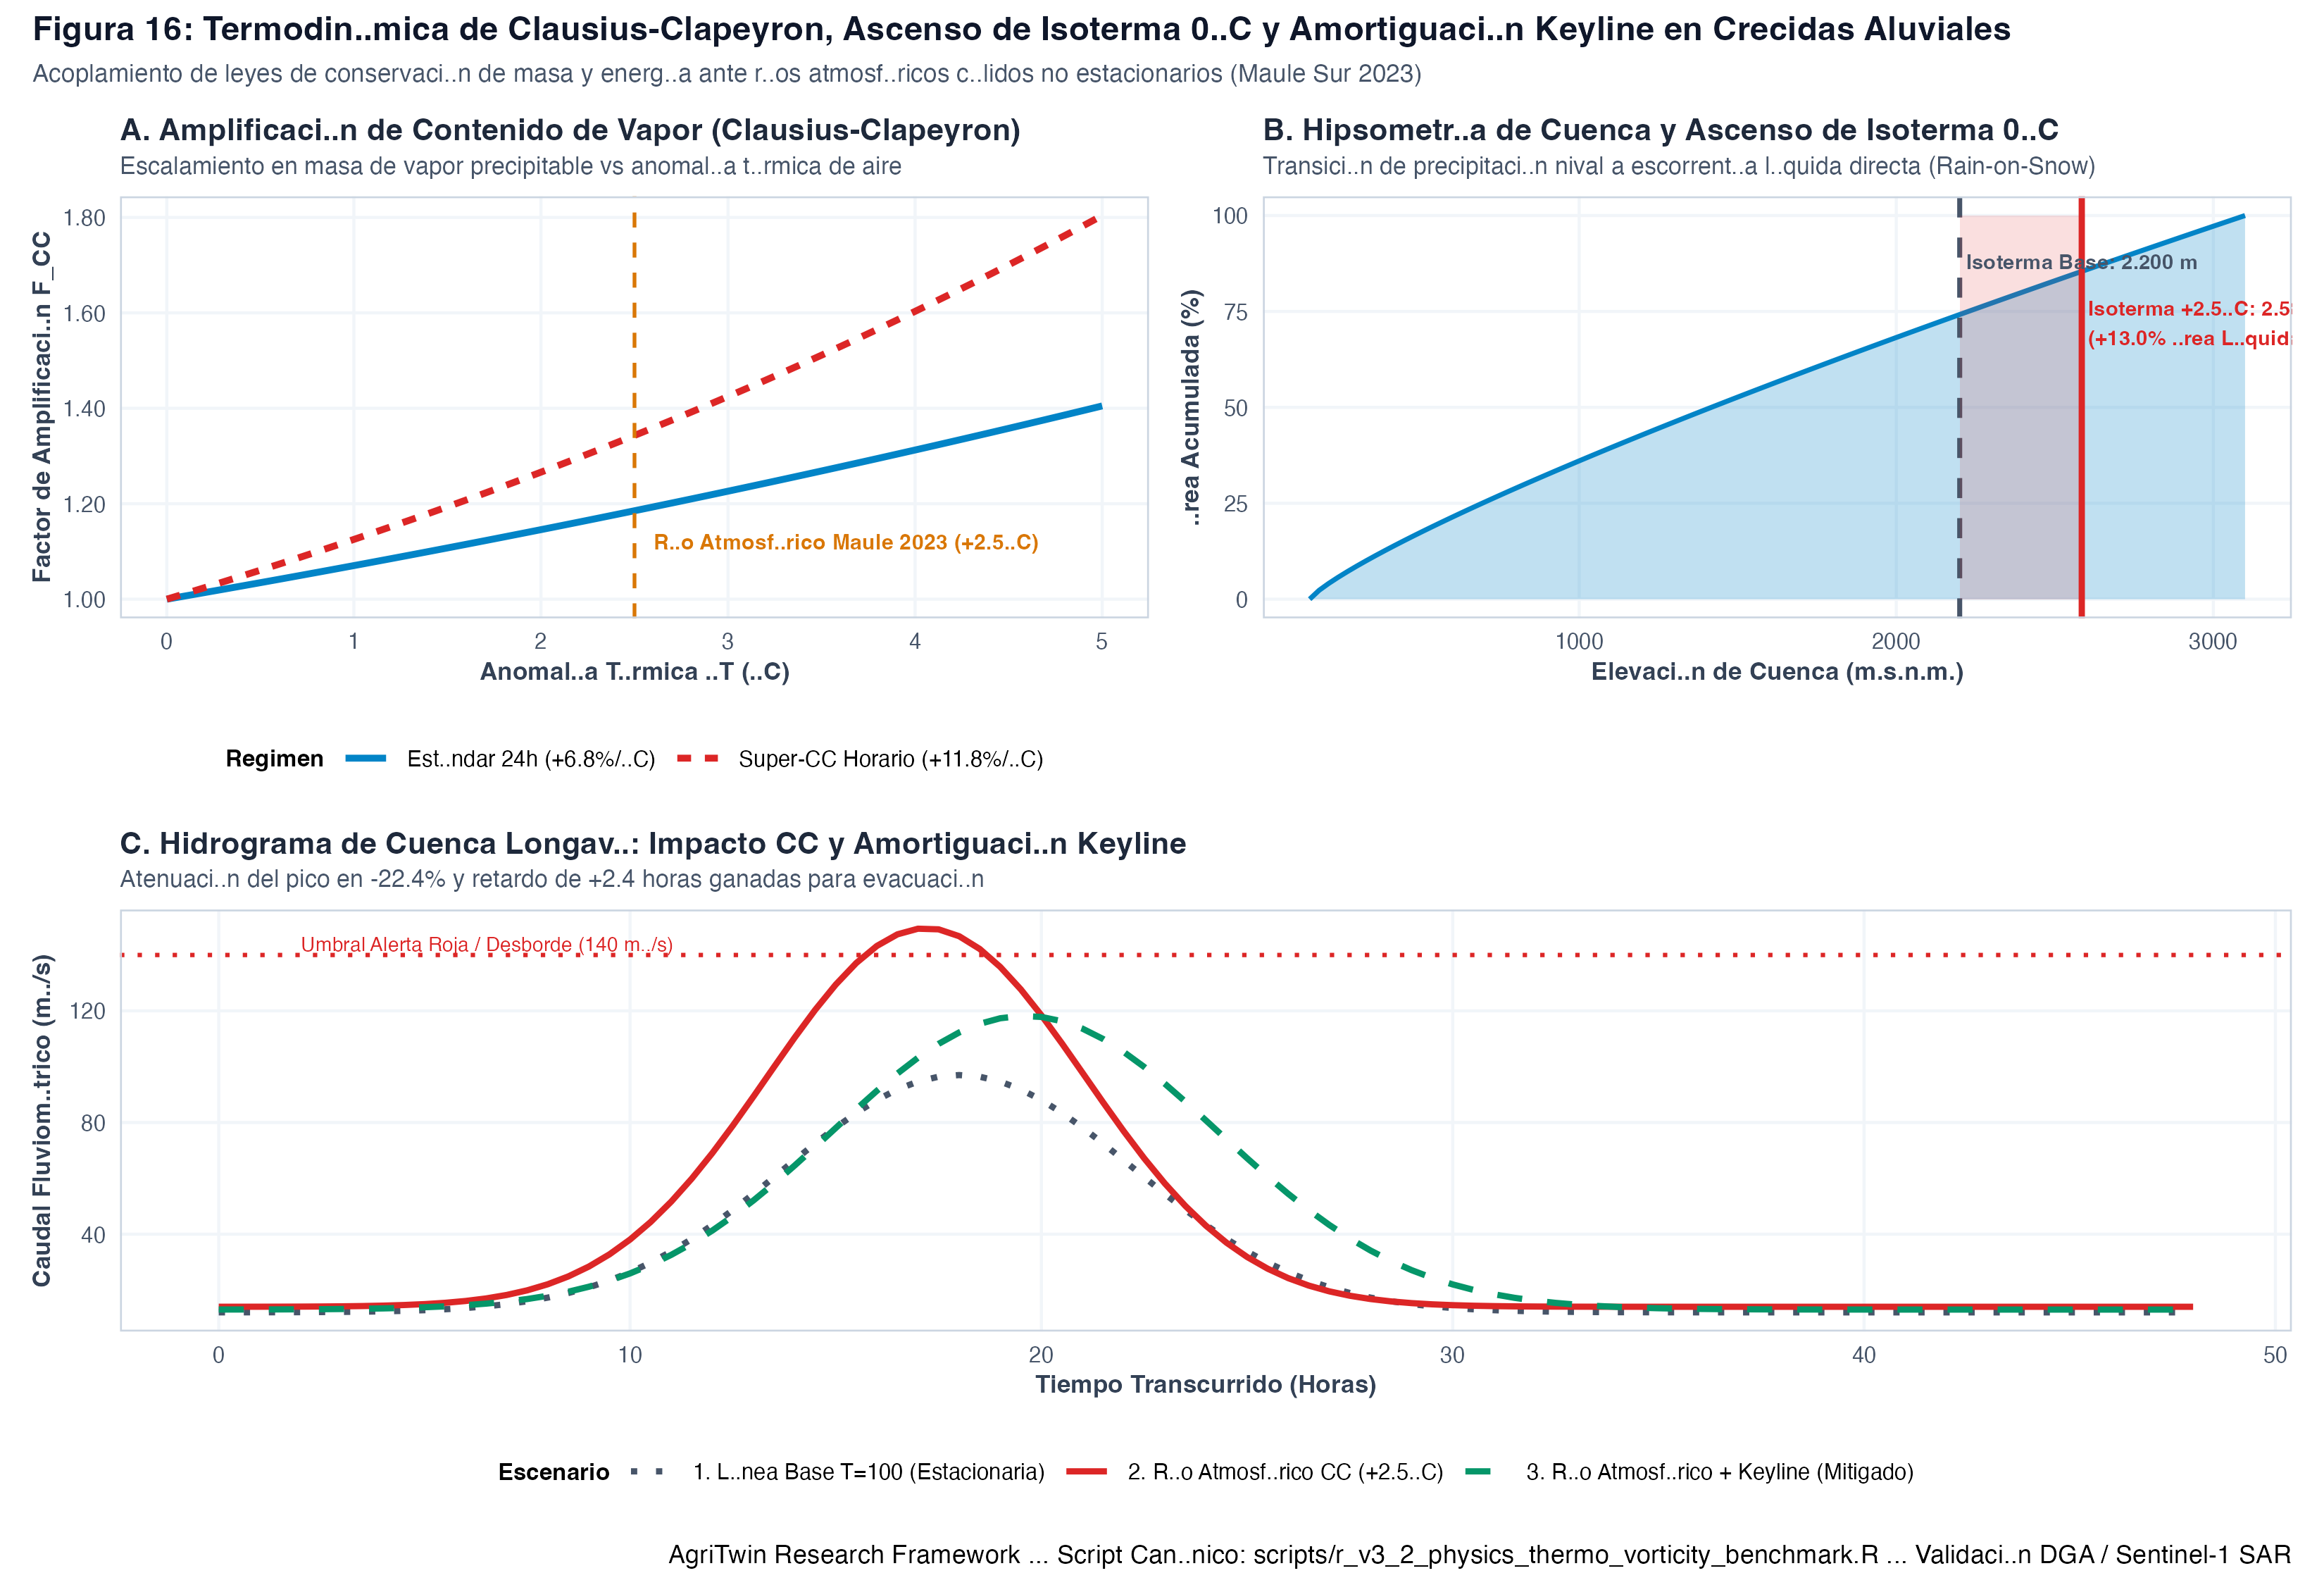 Figura 16: Termodin..mica de Clausius-Clapeyron, Ascenso de Isoterma 0..C y Amortiguaci..n Keyline en Crecidas Aluviales
Acoplamiento de leyes de conservaci..n de masa y energ..a ante r..os atmosf..ricos c..lidos no estacionarios (Maule Sur 2023)
A. Amplificaci..n de Contenido de Vapor (Clausius-Clapeyron)
Escalamiento en masa de vapor precipitable vs anomal..a t..rmica de aire
Factor de Amplificaci..n F_CC
1.80
1.60
1.40
1.20
1.00
R..o Atmosf..rico Maule 2023 (+2.5..C)
0 1 2 3 4 5
Anomal..a T..rmica ..T (..C)
Regimen Est..ndar 24h (+6.8%/..C) Super-CC Horario (+11.8%/..C)
B. Hipsometr..a de Cuenca y Ascenso de Isoterma 0..C
Transici..n de precipitaci..n nival a escorrent..a l..quida directa (Rain-on-Snow)
..rea Acumulada (%)
100
75
50
25
0
Isoterma Base: 2.200 m
Isoterma +2.5..C: 2.5
(+13.0% ..rea L..quid
1000 2000 3000
Elevaci..n de Cuenca (m.s.n.m.)
C. Hidrograma de Cuenca Longav..: Impacto CC y Amortiguaci..n Keyline
Atenuaci..n del pico en -22.4% y retardo de +2.4 horas ganadas para evacuaci..n
Caudal Fluviom..trico (m../s)
Umbral Alerta Roja / Desborde (140 m../s)
120
80
40
0 10 20 30 40 50
Tiempo Transcurrido (Horas)
Escenario 1. L..nea Base T=100 (Estacionaria) 2. R..o Atmosf..rico CC (+2.5..C) 3. R..o Atmosf..rico + Keyline (Mitigado)
AgriTwin Research Framework ... Script Can..nico: scripts/r_v3_2_physics_thermo_vorticity_benchmark.R ... Validaci..n DGA / Sentinel-1 SAR